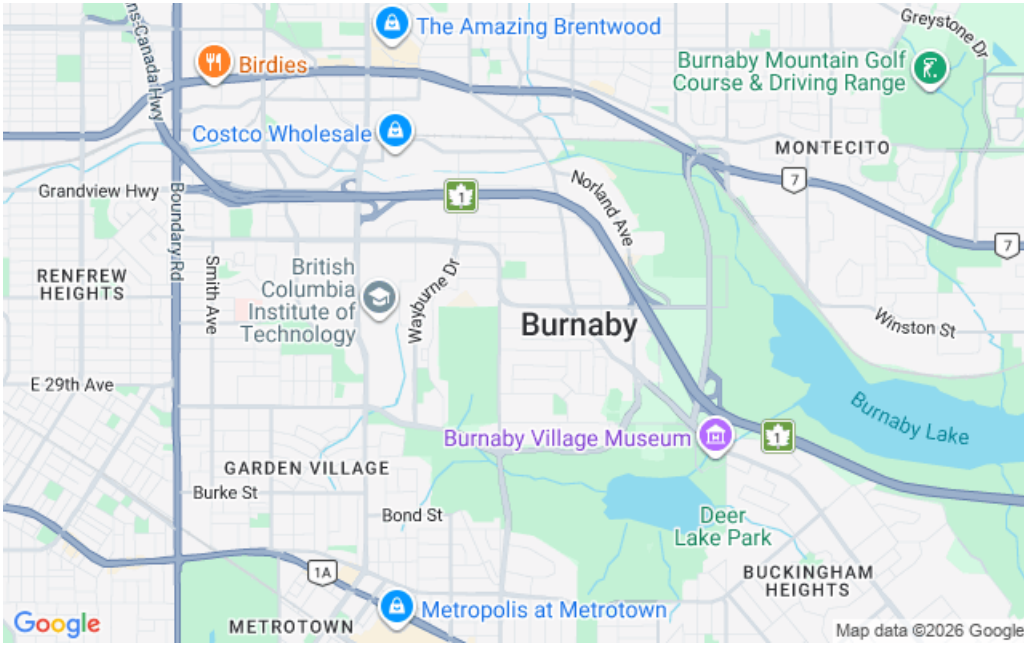 The Amazing Brentwood
Greystone Dr
ns-Canada Hwy
Birdies
Burnaby Mountain Golf
Course & Driving Range
Costco Wholesale
MONTECITO
7
Grandview Hwy
Boundary Rd
1
Norland Ave
7
RENFREW
HEIGHTS
Smith Ave
British
Columbia
Institute of
Technology
Wayburne Dr
Burnaby
Winston St
E 29th Ave
Burnaby Lake
Burnaby Village Museum
1
GARDEN VILLAGE
Burke St
Bond St
Deer
Lake Park
1A
BUCKINGHAM
HEIGHTS
Metropolis at Metrotown
Google
METROTOWN
Map data ©2026 Google